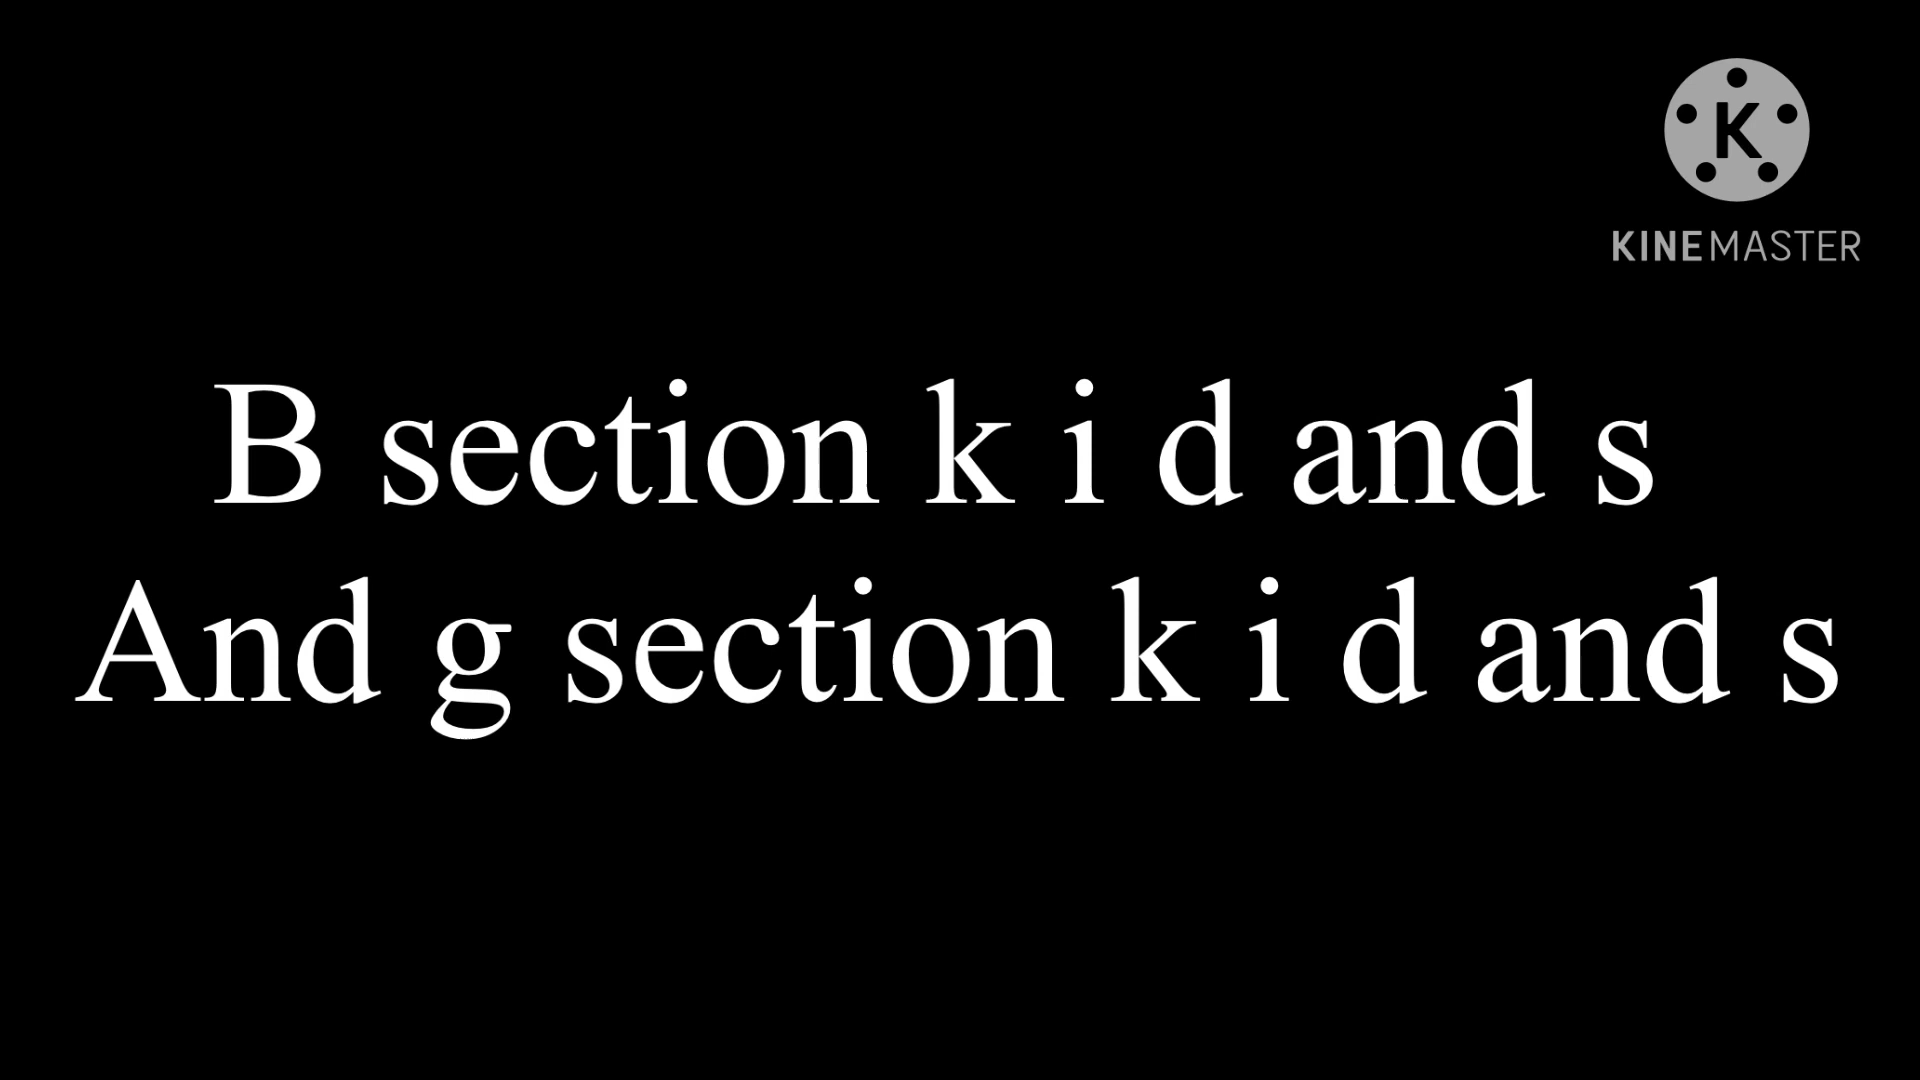 K
KINEMASTER
B section k i d and s
And g section k i d and s